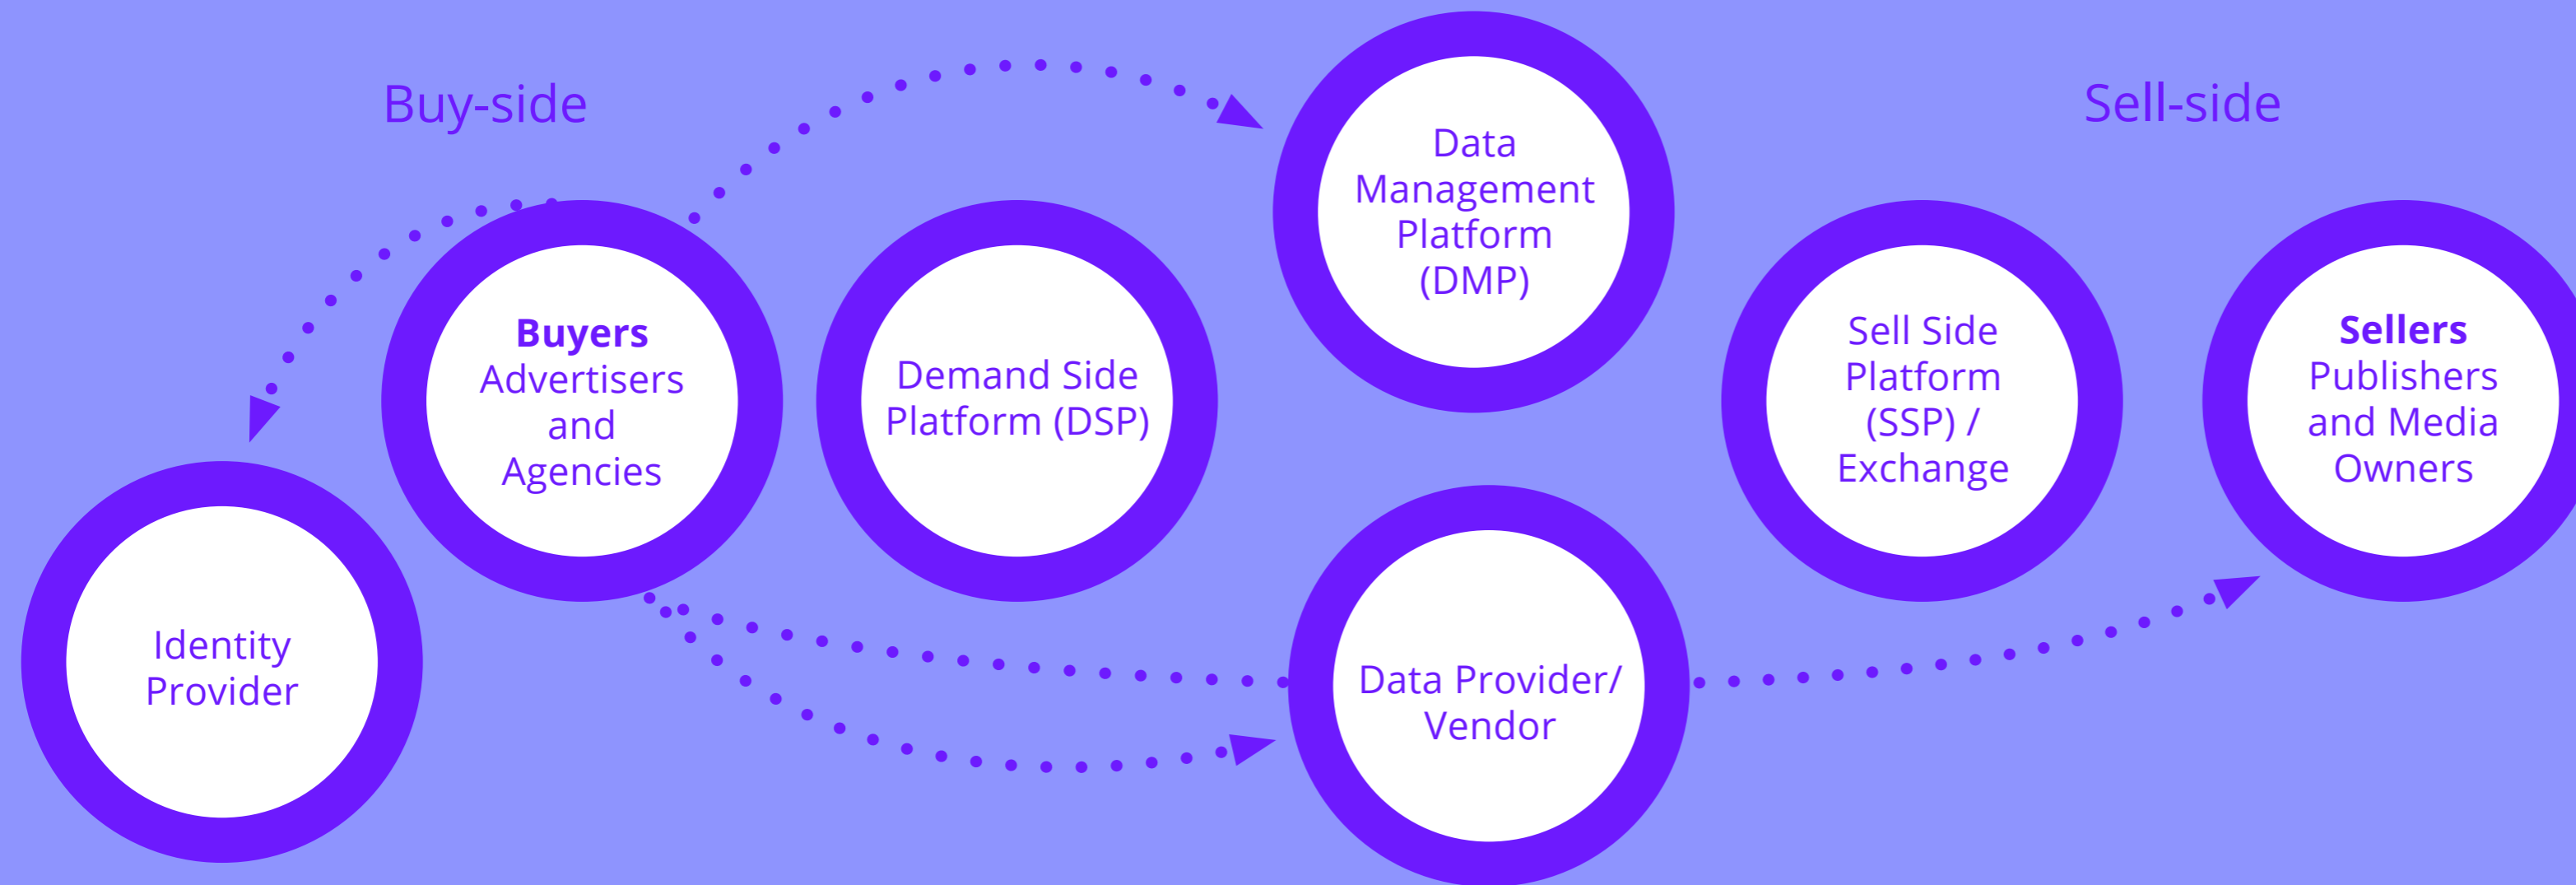 Buy-side
Sell-side
Identity
Provider
Buyers
Advertisers
and
Agencies
Demand Side
Platform (DSP)
Data
Management
Platform
(DMP)
Data Provider/
Vendor
Sell Side
Platform
(SSP) /
Exchange
Sellers
Publishers
and Media
Owners